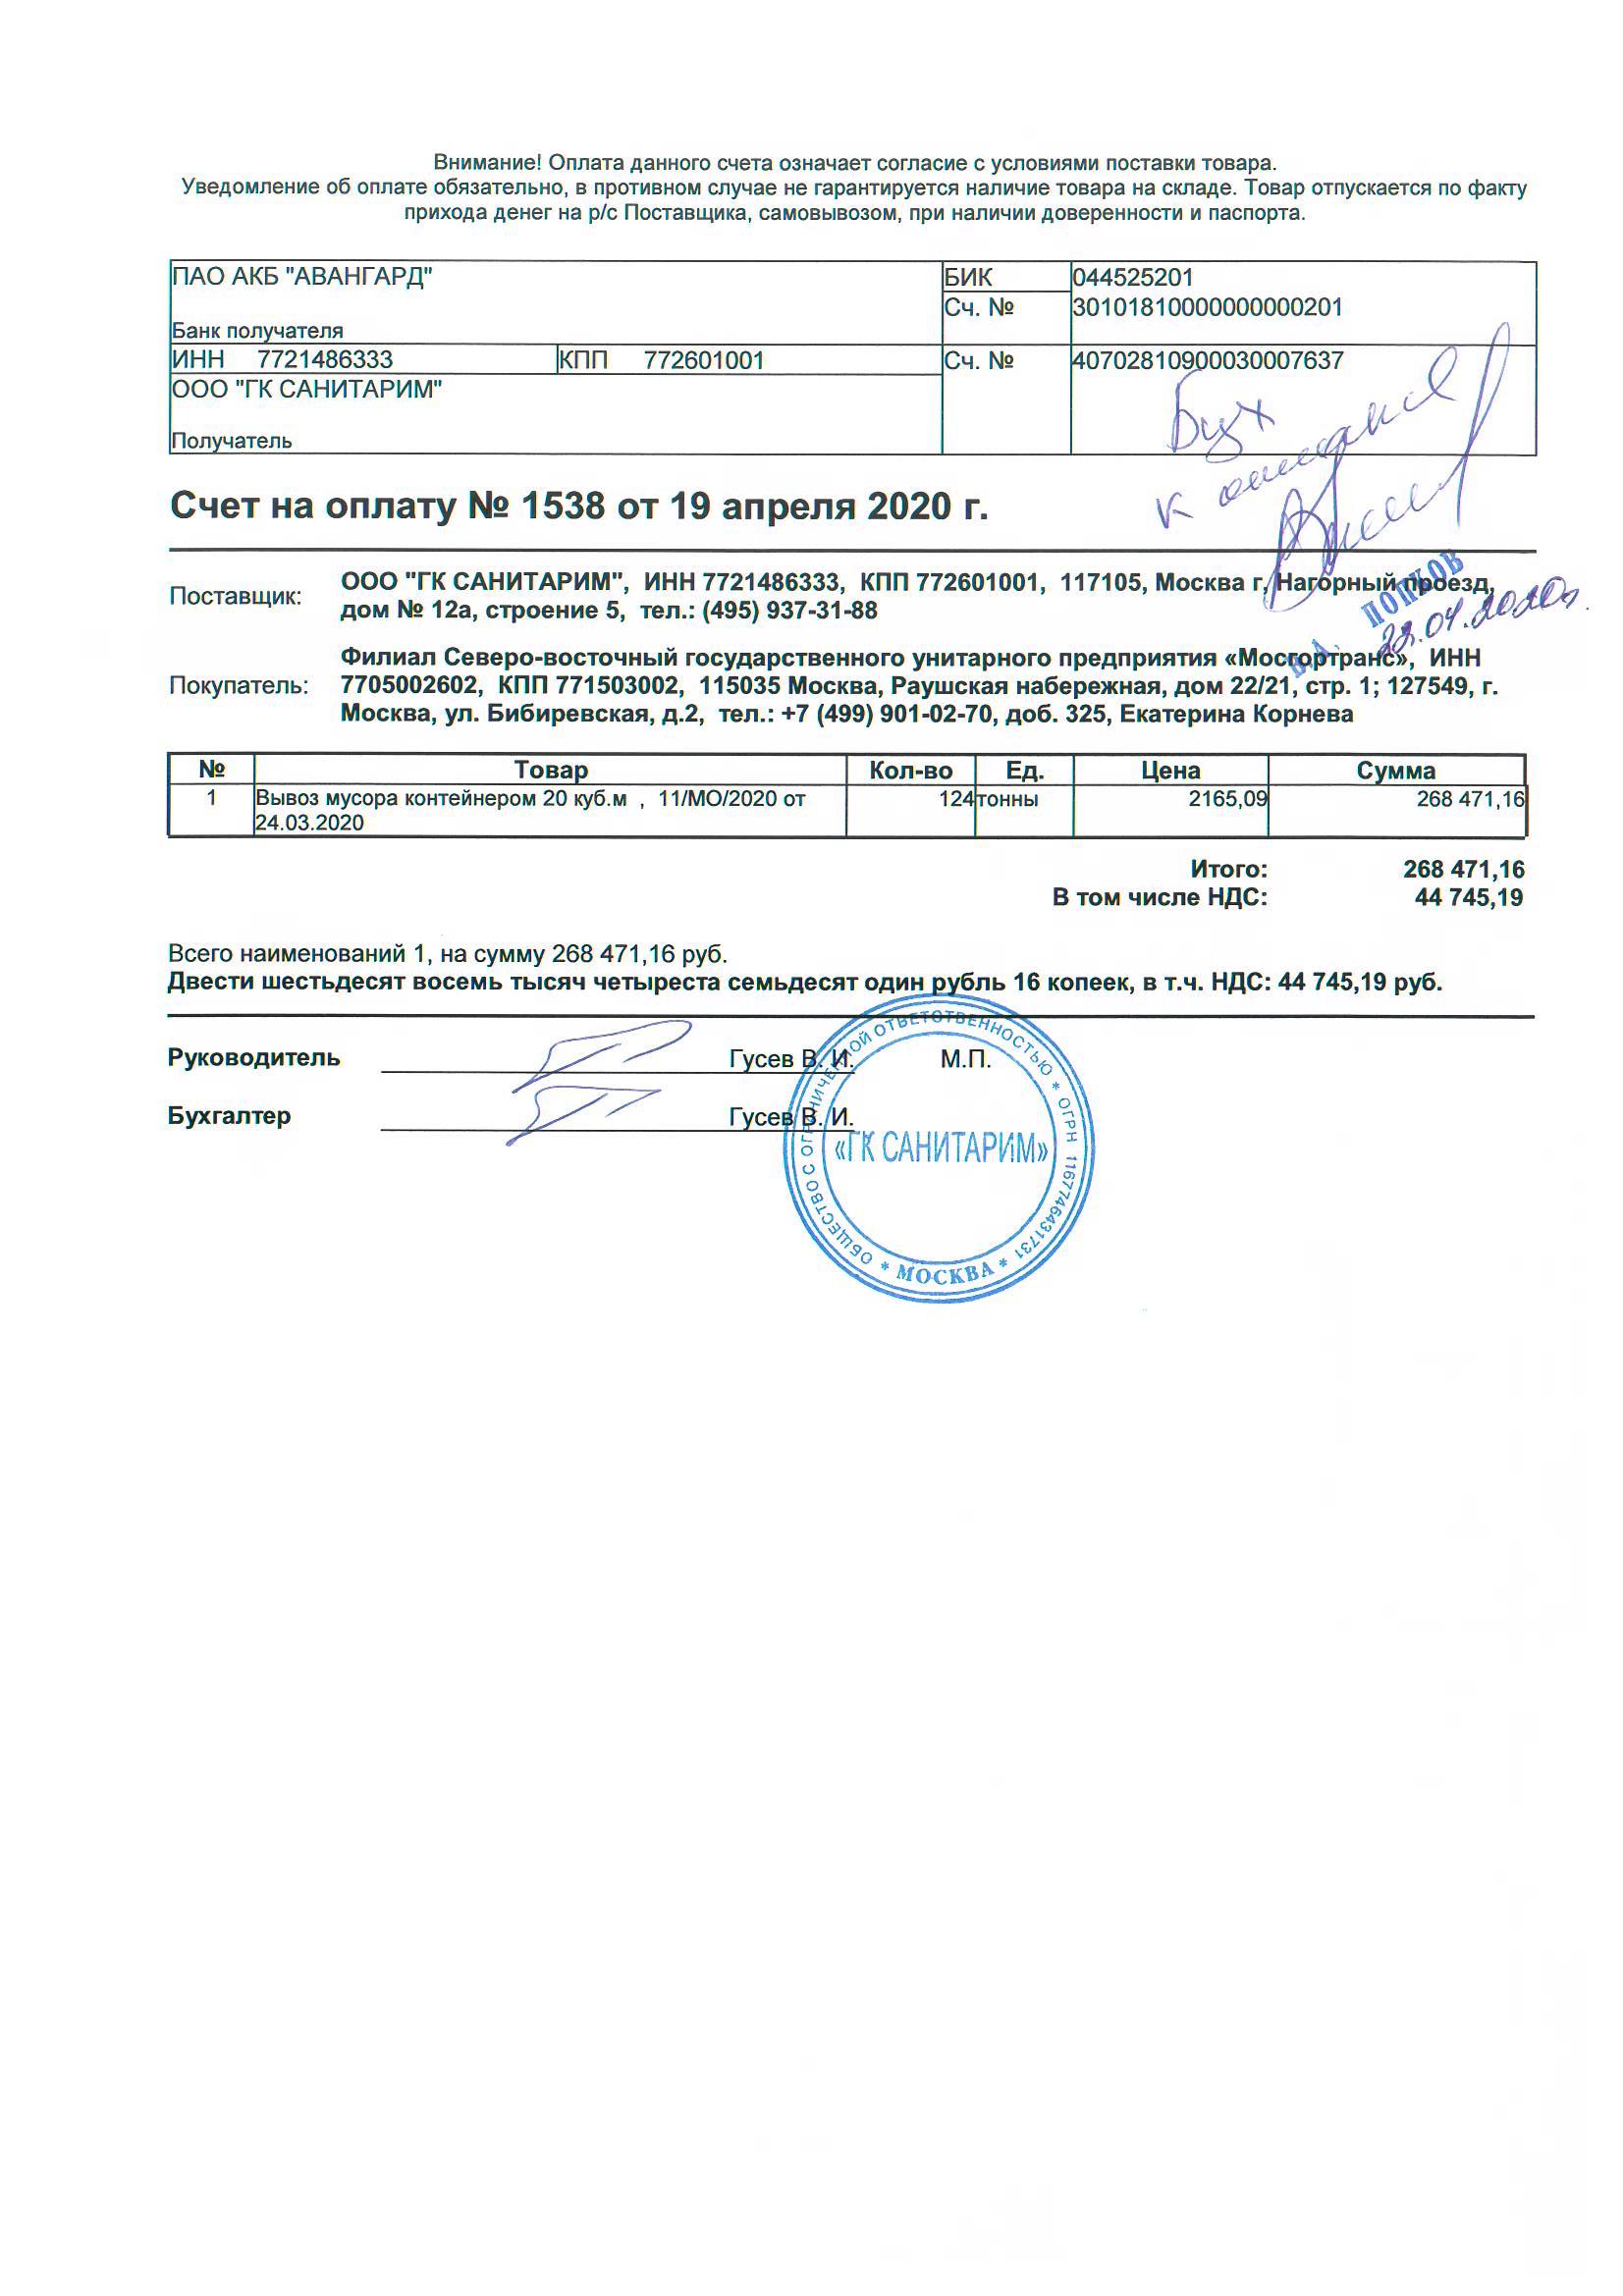 Внимание! Оплата данного счета означает согласие с условиями поставки товара.
Уведомление об оплате обязательно, в противном случае не гарантируется наличие товара на складе. Товар отпускается по факту
прихода денег на р/с Поставщика, самовывозом, при наличии доверенности и паспорта.
ПАО АКБ "АВАНГАРД" БИК 044525201
Сч. № 30101810000000000201
Банк получателя
ИНН 7721486333 КПП 772601001 Сч. № 40702810900030007637
ООО "ГК САНИТАРИМ"
Получатель
Бух
к
Счет на оплату № 1538 от 19 апреля 2020 г.
Поставщик: ООО "ГК САНИТАРИМ", ИНН 7721486333, КПП 772601001, 117105, Москва г, Нагорный проезд,
дом № 12а, строение 5, тел.: (495) 937-31-88
ПОПКОВ
22.04.2020г.
Покупатель: Филиал Северо-восточный государственного унитарного предприятия «Мосгортранс», ИНН
7705002602, КПП 771503002, 115035 Москва, Раушская набережная, дом 22/21, стр. 1; 127549, г.
Москва, ул. Бибиревская, д.2, тел.: +7 (499) 901-02-70, доб. 325, Екатерина Корнева
№ Товар Кол-во Ед. Цена Сумма
1 Вывоз мусора контейнером 20 куб.м , 11/МО/2020 от 124 тонны 2165,09 268 471,16
24.03.2020
Итого: 268 471,16
В том числе НДС: 44 745,19
Всего наименований 1, на сумму 268 471,16 руб.
Двести шестьдесят восемь тысяч четыреста семьдесят один рубль 16 копеек, в т.ч. НДС: 44 745,19 руб.
Руководитель Гусев В. И. М.П.
Бухгалтер Гусев В. И.
ОБЩЕСТВО С ОГРАНИЧЕННОЙ ОТВЕТОТВЕННОСТЬЮ * ОГРН 1167746431731
«ГК САНИТАРИМ»
* МОСКВА *